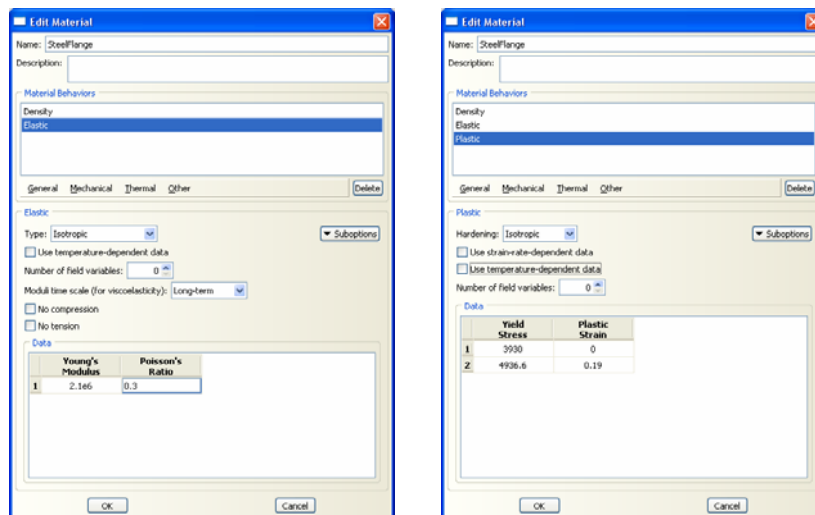 Edit Material
Name: SteelFlange
Description:
Material Behaviors
Density
Elastic
General Mechanical Thermal Other Delete
Elastic
Type: Isotropic Suboptions
Use temperature-dependent data
Number of field variables: 0
Moduli time scale (for viscoelasticity): Long-term
No compression
No tension
Data
Young's Modulus Poisson's Ratio
1 2.1e6 0.3
OK Cancel
Edit Material
Name: SteelFlange
Description:
Material Behaviors
Density
Elastic
Plastic
General Mechanical Thermal Other Delete
Plastic
Hardening: Isotropic Suboptions
Use strain-rate-dependent data
Use temperature-dependent data
Number of field variables: 0
Data
Yield Stress Plastic Strain
1 3930 0
2 4936.6 0.19
OK Cancel